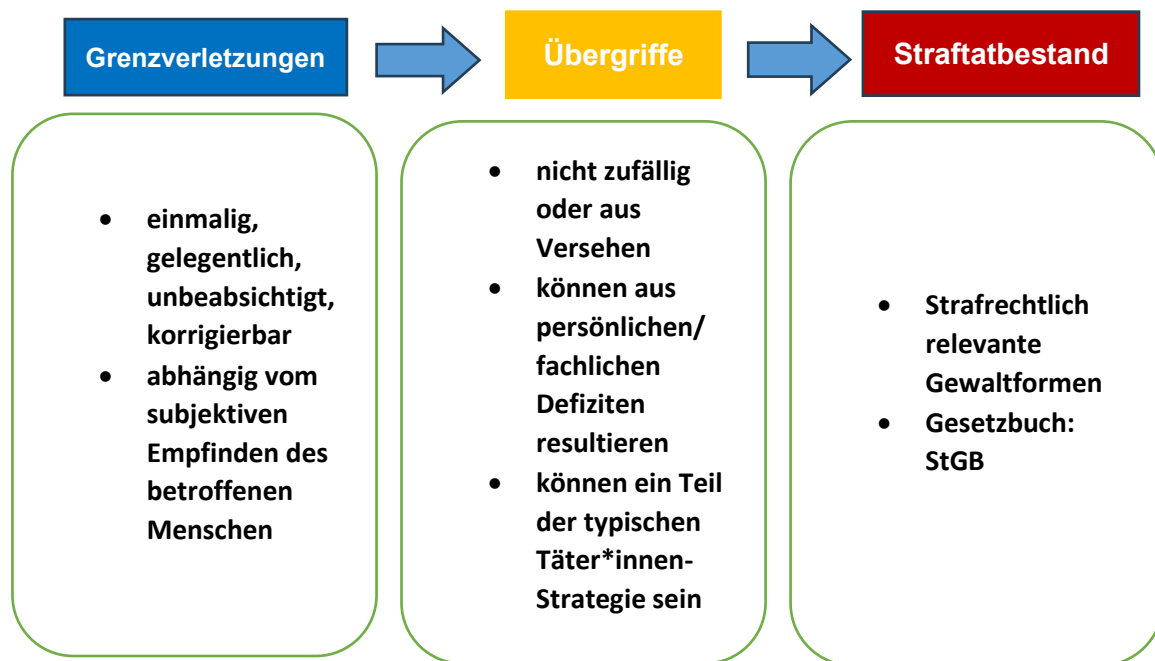 Grenzverletzungen
Übergriffe
Straftatbestand
• einmalig,
gelegentlich,
unbeabsichtigt,
korrigierbar
• abhängig vom
subjektiven
Empfinden des
betroffenen
Menschen
• nicht zufällig
oder aus
Versehen
• können aus
persönlichen/
fachlichen
Defiziten
resultieren
• können ein Teil
der typischen
Täter*innen-
Strategie sein
• Strafrechtlich
relevante
Gewaltformen
• Gesetzbuch:
StGB